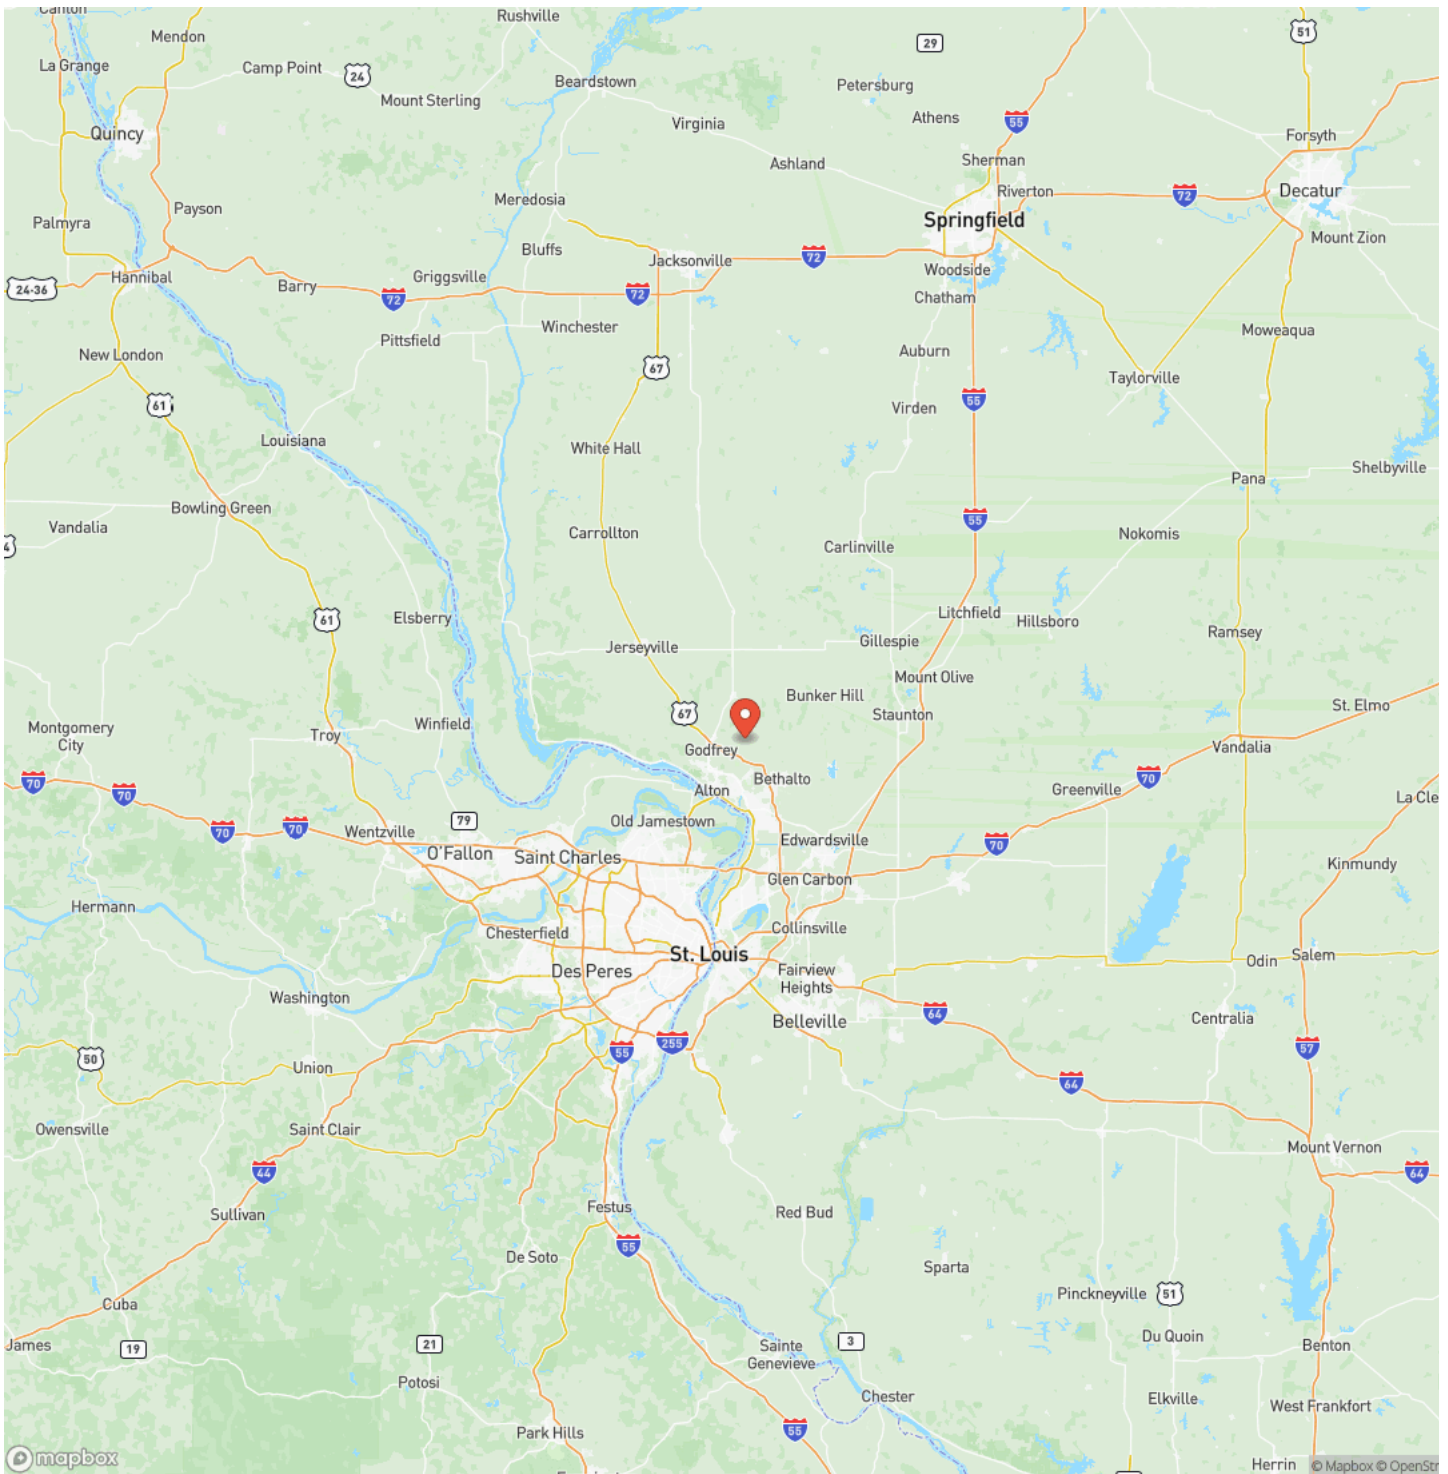 Canton
Rushville
Mendon
29
51
La Grange
Camp Point
24
Beardstown
Petersburg
Mount Sterling
Athens
55
Quincy
Virginia
Forsyth
Ashland
Sherman
Riverton
72
Decatur
Meredosia
Payson
Springfield
Palmyra
Mount Zion
Bluffs
Jacksonville
72
Woodside
Hannibal
Griggsville
24-36
Barry
72
72
Chatham
Winchester
Pittsfield
Moweaqua
New London
Auburn
67
Taylorville
61
Virden
55
Louisiana
White Hall
Shelbyville
Pana
Bowling Green
Vandalia
55
Carrollton
Nokomis
4
Carlinville
61
Elsberry
Litchfield
Hillsboro
Ramsey
Jerseyville
Gillespie
Mount Olive
Bunker Hill
St. Elmo
67
Staunton
Montgomery
City
Winfield
Troy
Godfrey
Vandalia
70
70
Bethalto
70
Alton
Greenville
La Cle
70
70
79
Old Jamestown
Wentzville
Edwardsville
70
O'Fallon
Saint Charles
Kinmundy
Glen Carbon
Hermann
Chesterfield
Collinsville
St. Louis
Salem
Odin
Des Peres
Fairview
Heights
Washington
64
Belleville
Centralia
50
55
255
57
Union
64
Owensville
Saint Clair
Mount Vernon
44
64
Sullivan
Festus
Red Bud
55
De Soto
Sparta
Pinckneyville
51
Cuba
Du Quoin
James
19
21
Sainte
Genevieve
3
Benton
Potosi
Chester
Elkville
West Frankfort
Park Hills
55
mapbox
Herrin
© Mapbox © OpenStr